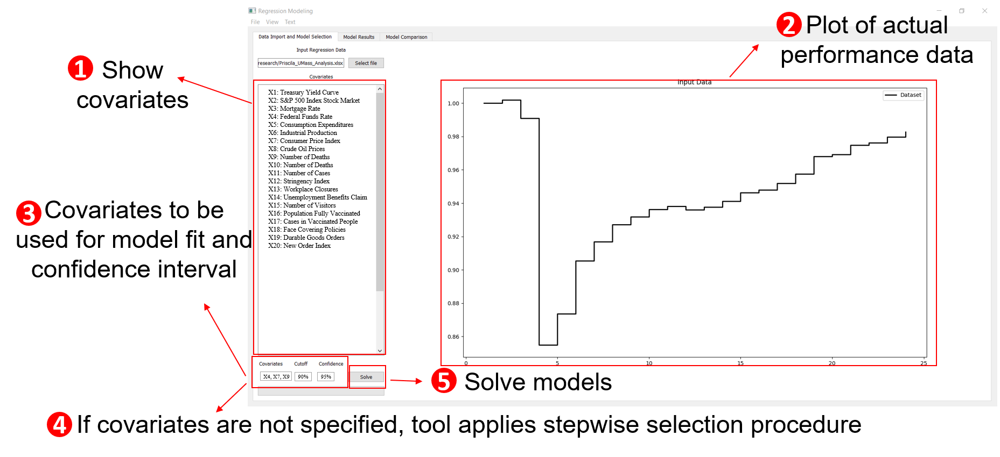 Regression Modeling
File View Text
Data Import and Model Selection Model Results Model Comparison
Input Regression Data
research/Priscila_UMass_Analysis.xlsx Select file
Covariates
X1: Treasury Yield Curve
X2: S&P 500 Index Stock Market
X3: Mortgage Rate
X4: Federal Funds Rate
X5: Consumption Expenditures
X6: Industrial Production
X7: Consumer Price Index
X8: Crude Oil Prices
X9: Number of Deaths
X10: Number of Deaths
X11: Number of Cases
X12: Stringency Index
X13: Workplace Closures
X14: Unemployment Benefits Claim
X15: Number of Visitors
X16: Population Fully Vaccinated
X17: Cases in Vaccinated People
X18: Face Covering Policies
X19: Durable Goods Orders
X20: New Order Index
Covariates Cutoff Confidence
X4, X7, X9 90% 95% Solve
1 Show
covariates
2 Plot of actual
performance data
Input Data
Dataset
1.00
0.98
0.96
0.94
0.92
0.90
0.88
0.86
0 5 10 15 20 25
3 Covariates to be
used for model fit and
confidence interval
5 Solve models
4 If covariates are not specified, tool applies stepwise selection procedure